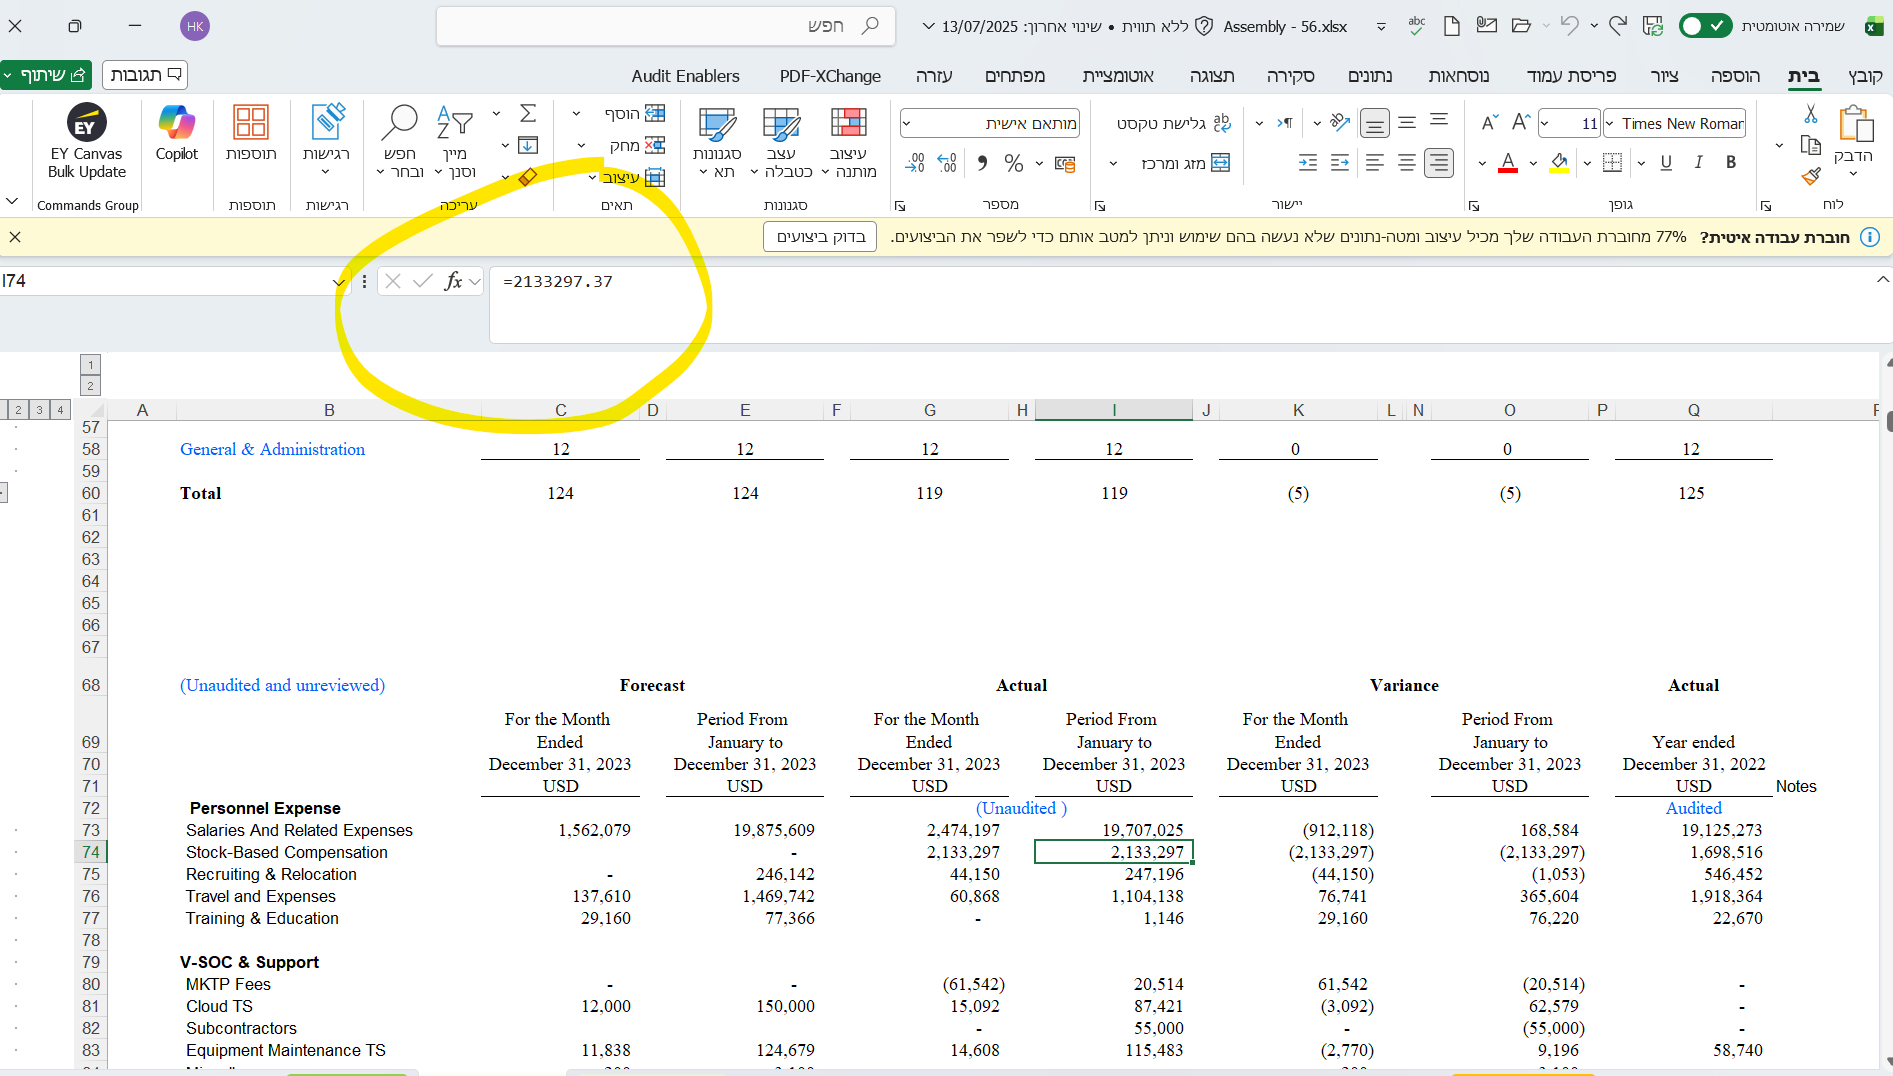 HK
חפש
13/07/2025 :שינוי אחרון • ללא תווית
Assembly - 56.xlsx
abc
שמירה אוטומטית
קובץ בית הוספה ציור פריסת עמוד נוסחאות נתונים סקירה תצוגה אוטומציית מפתחים עזרה PDF-XChange Audit Enablers
תגובות שיתוף
הדבק
לוח
Times New Roman 11
B I U
גופן
גלישת טקסט
מזג ומרכז
יישור
מותאם אישית
מספר
עיצוב מותנה
עצב כטבלה
סגנונות תא
סגנונות
הוסף
מחק
עיצוב
תאים
מיין וסנן
חפש ובחר
עריכה
רגישות
רגישות
תוספות
תוספות
Copilot
EY
EY Canvas Bulk Update
Commands Group
חוברת עבודה איטית? 77% מחוברת העבודה שלך מכיל עיצוב ומטה-נתונים שלא נעשה בהם שימוש וניתן למטב אותם כדי לשפר את הביצועים.
בדוק ביצועים
I74 fx =2133297.37
1
2
2 3 4
A B C D E F G H I J K L N O P Q
57
58 General & Administration 12 12 12 12 0 0 12
59
60 Total 124 124 119 119 (5) (5) 125
61
62
63
64
65
66
67
68 (Unaudited and unreviewed) Forecast Actual Variance Actual
For the Month Period From For the Month Period From For the Month Period From
69 Ended January to Ended January to Ended January to Year ended
70 December 31, 2023 December 31, 2023 December 31, 2023 December 31, 2023 December 31, 2023 December 31, 2023 December 31, 2022
71 USD USD USD USD USD USD USD Notes
72 Personnel Expense (Unaudited ) Audited
73 Salaries And Related Expenses 1,562,079 19,875,609 2,474,197 19,707,025 (912,118) 168,584 19,125,273
74 Stock-Based Compensation - 2,133,297 2,133,297 (2,133,297) (2,133,297) 1,698,516
75 Recruiting & Relocation - 246,142 44,150 247,196 (44,150) (1,053) 546,452
76 Travel and Expenses 137,610 1,469,742 60,868 1,104,138 76,741 365,604 1,918,364
77 Training & Education 29,160 77,366 - 1,146 29,160 76,220 22,670
78
79 V-SOC & Support
80 MKTP Fees - - (61,542) 20,514 61,542 (20,514) -
81 Cloud TS 12,000 150,000 15,092 87,421 (3,092) 62,579 -
82 Subcontractors - 55,000 - (55,000) -
83 Equipment Maintenance TS 11,838 124,679 14,608 115,483 (2,770) 9,196 58,740